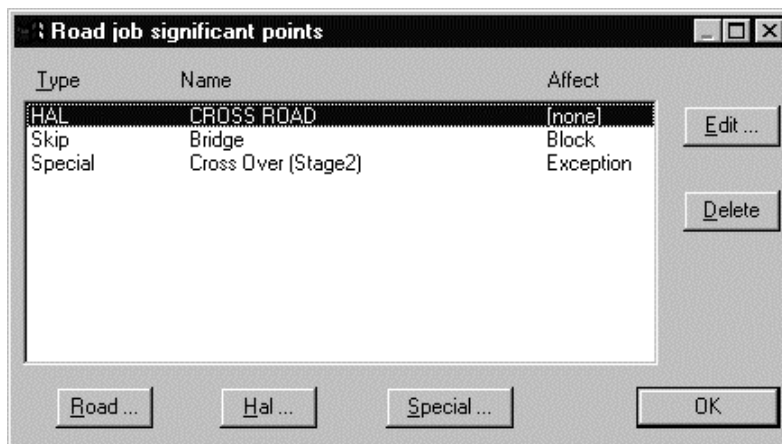 Road job significant points
Type Name Affect
HAL CROSS ROAD [none]
Skip Bridge Block
Special Cross Over (Stage2) Exception
Edit ...
Delete
Road ... Hal ... Special ... OK